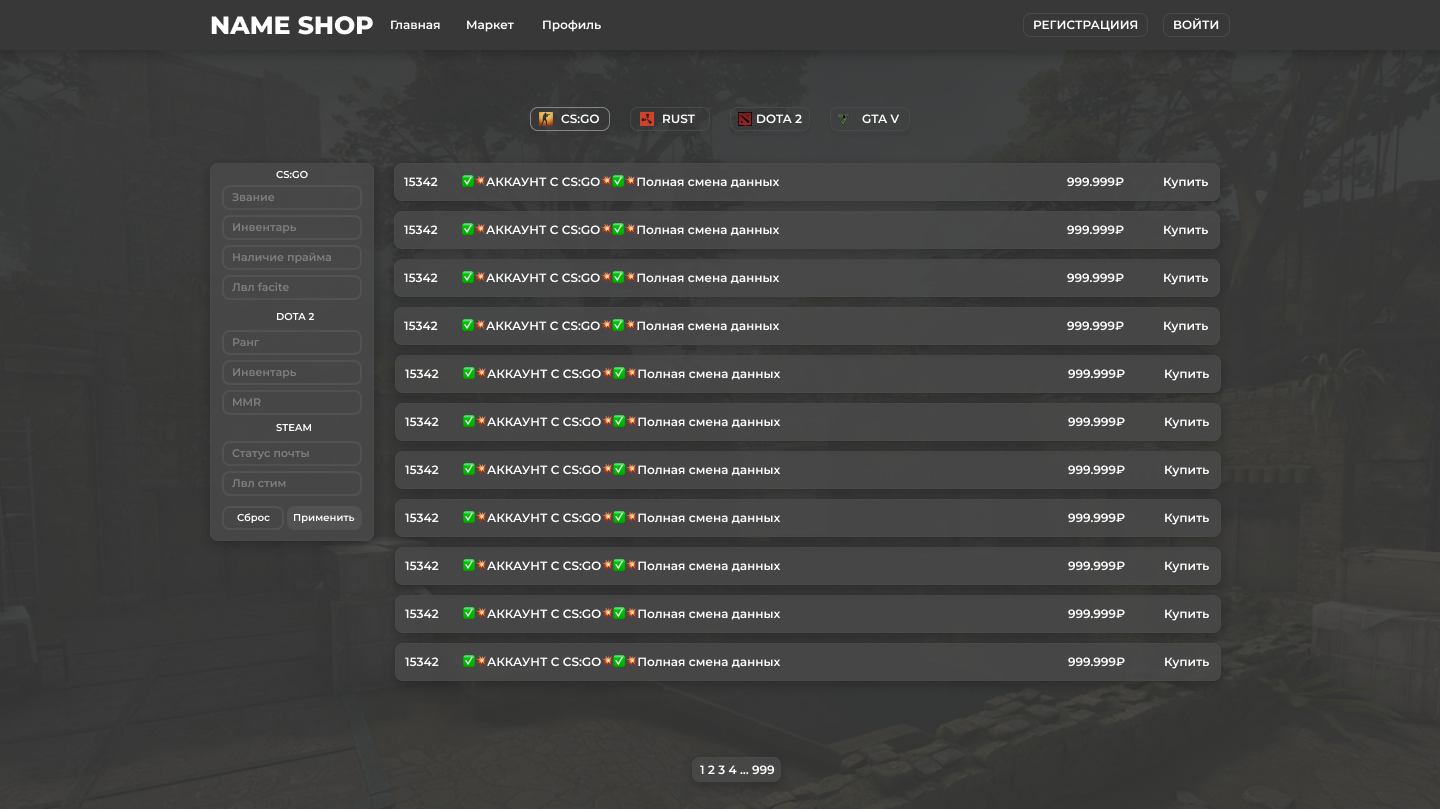 NAME SHOP Главная Маркет Профиль РЕГИСТРАЦИИЯ ВОЙТИ
CS:GO RUST DOTA 2 GTA V
CS:GO
Звание
Инвентарь
Наличие прайма
Лвл facite
DOTA 2
Ранг
Инвентарь
MMR
STEAM
Статус почты
Лвл стим
Сброс Применить
15342 ✅💥АККАУНТ С CS:GO💥✅💥Полная смена данных 999.999₽ Купить
15342 ✅💥АККАУНТ С CS:GO💥✅💥Полная смена данных 999.999₽ Купить
15342 ✅💥АККАУНТ С CS:GO💥✅💥Полная смена данных 999.999₽ Купить
15342 ✅💥АККАУНТ С CS:GO💥✅💥Полная смена данных 999.999₽ Купить
15342 ✅💥АККАУНТ С CS:GO💥✅💥Полная смена данных 999.999₽ Купить
15342 ✅💥АККАУНТ С CS:GO💥✅💥Полная смена данных 999.999₽ Купить
15342 ✅💥АККАУНТ С CS:GO💥✅💥Полная смена данных 999.999₽ Купить
15342 ✅💥АККАУНТ С CS:GO💥✅💥Полная смена данных 999.999₽ Купить
15342 ✅💥АККАУНТ С CS:GO💥✅💥Полная смена данных 999.999₽ Купить
15342 ✅💥АККАУНТ С CS:GO💥✅💥Полная смена данных 999.999₽ Купить
15342 ✅💥АККАУНТ С CS:GO💥✅💥Полная смена данных 999.999₽ Купить
1 2 3 4 ... 999